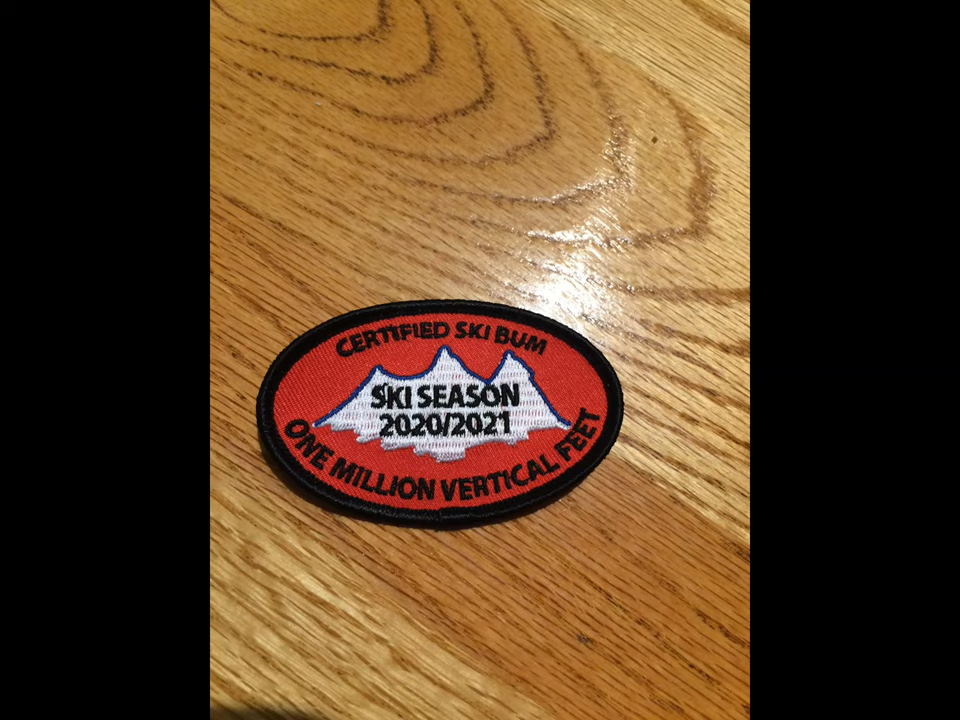 CERTIFIED SKI BUM
SKI SEASON
2020/2021
ONE MILLION VERTICAL FEET